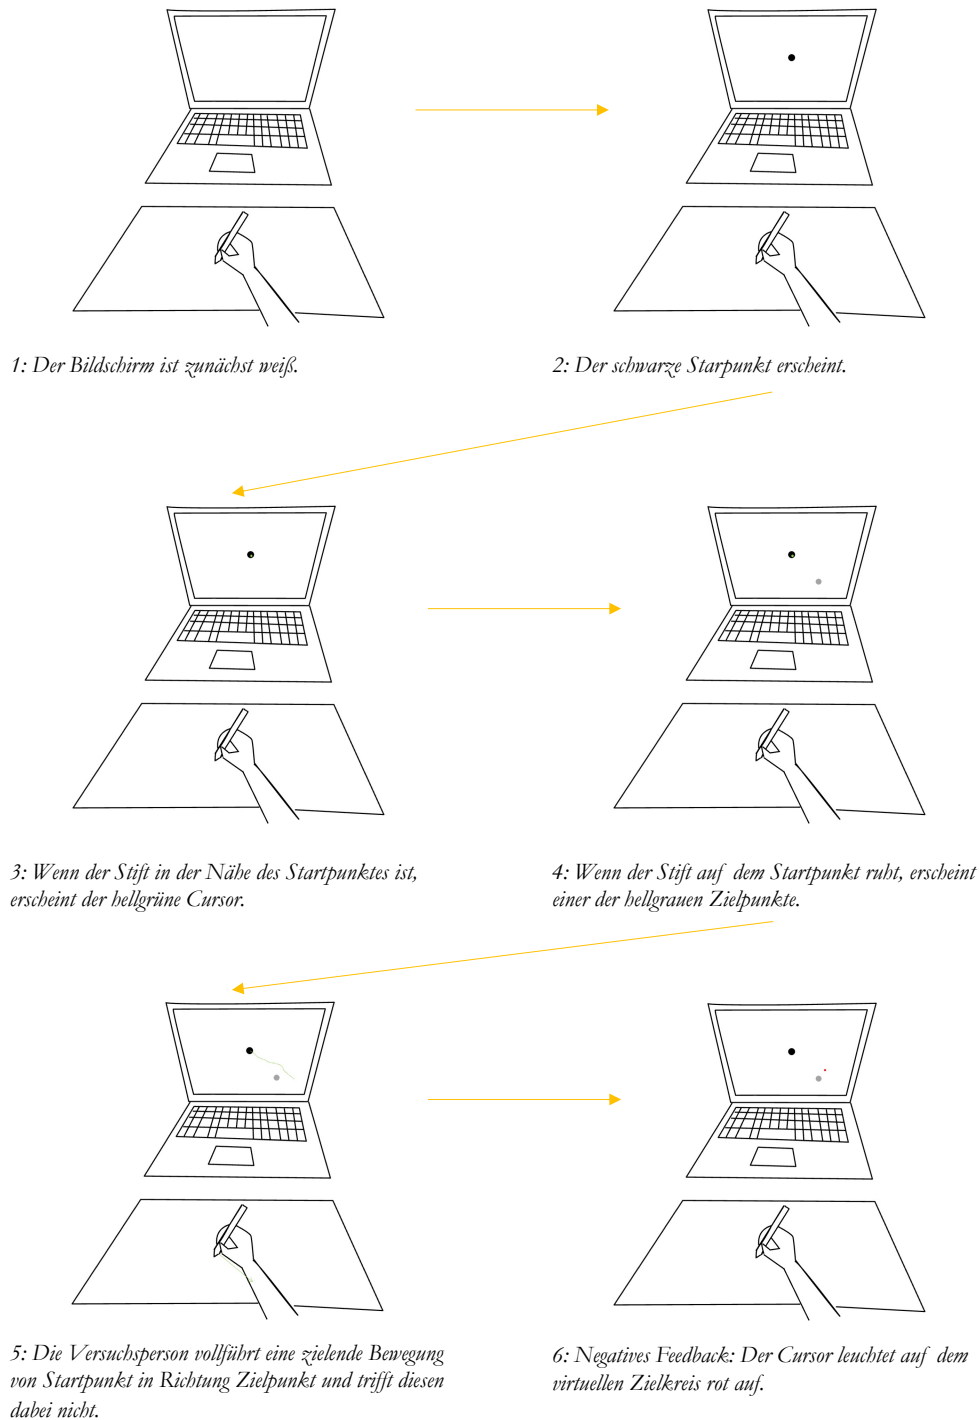 1: Der Bildschirm ist zunächst weiß.
2: Der schwarze Starpunkt erscheint.
3: Wenn der Stift in der Nähe des Startpunktes ist,
erscheint der hellgrüne Cursor.
4: Wenn der Stift auf dem Startpunkt ruht, erscheint
einer der hellgrauen Zielpunkte.
5: Die Versuchsperson vollführt eine zielende Bewegung
von Startpunkt in Richtung Zielpunkt und trifft diesen
dabei nicht.
6: Negatives Feedback: Der Cursor leuchtet auf dem
virtuellen Zielkreis rot auf.